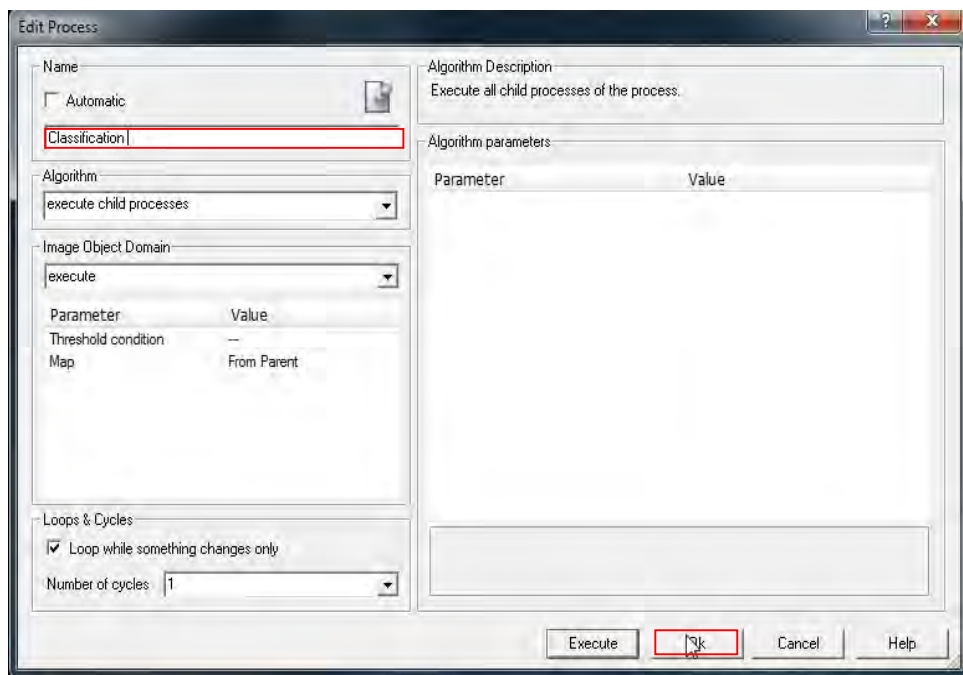 Edit Process
Name
Automatic
Classification
Algorithm
execute child processes
Image Object Domain
execute
Parameter Value
Threshold condition ---
Map From Parent
Loops & Cycles
Loop while something changes only
Number of cycles 1
Algorithm Description
Execute all child processes of the process.
Algorithm parameters
Parameter Value
Execute Ok Cancel Help